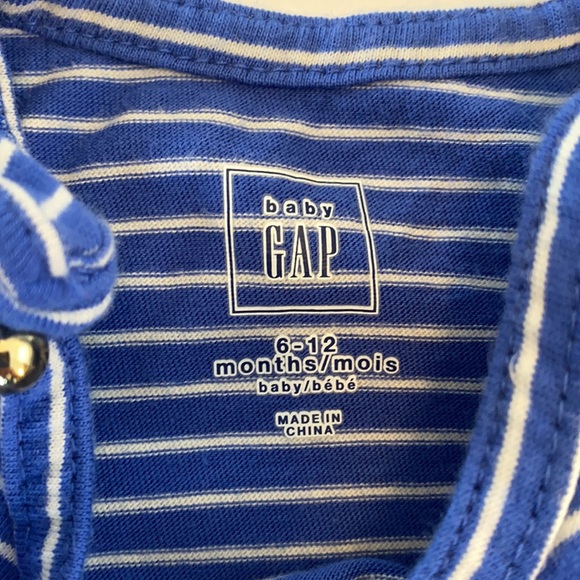 baby
GAP
6-12
months/mois
baby/bébé
MADE IN
CHINA